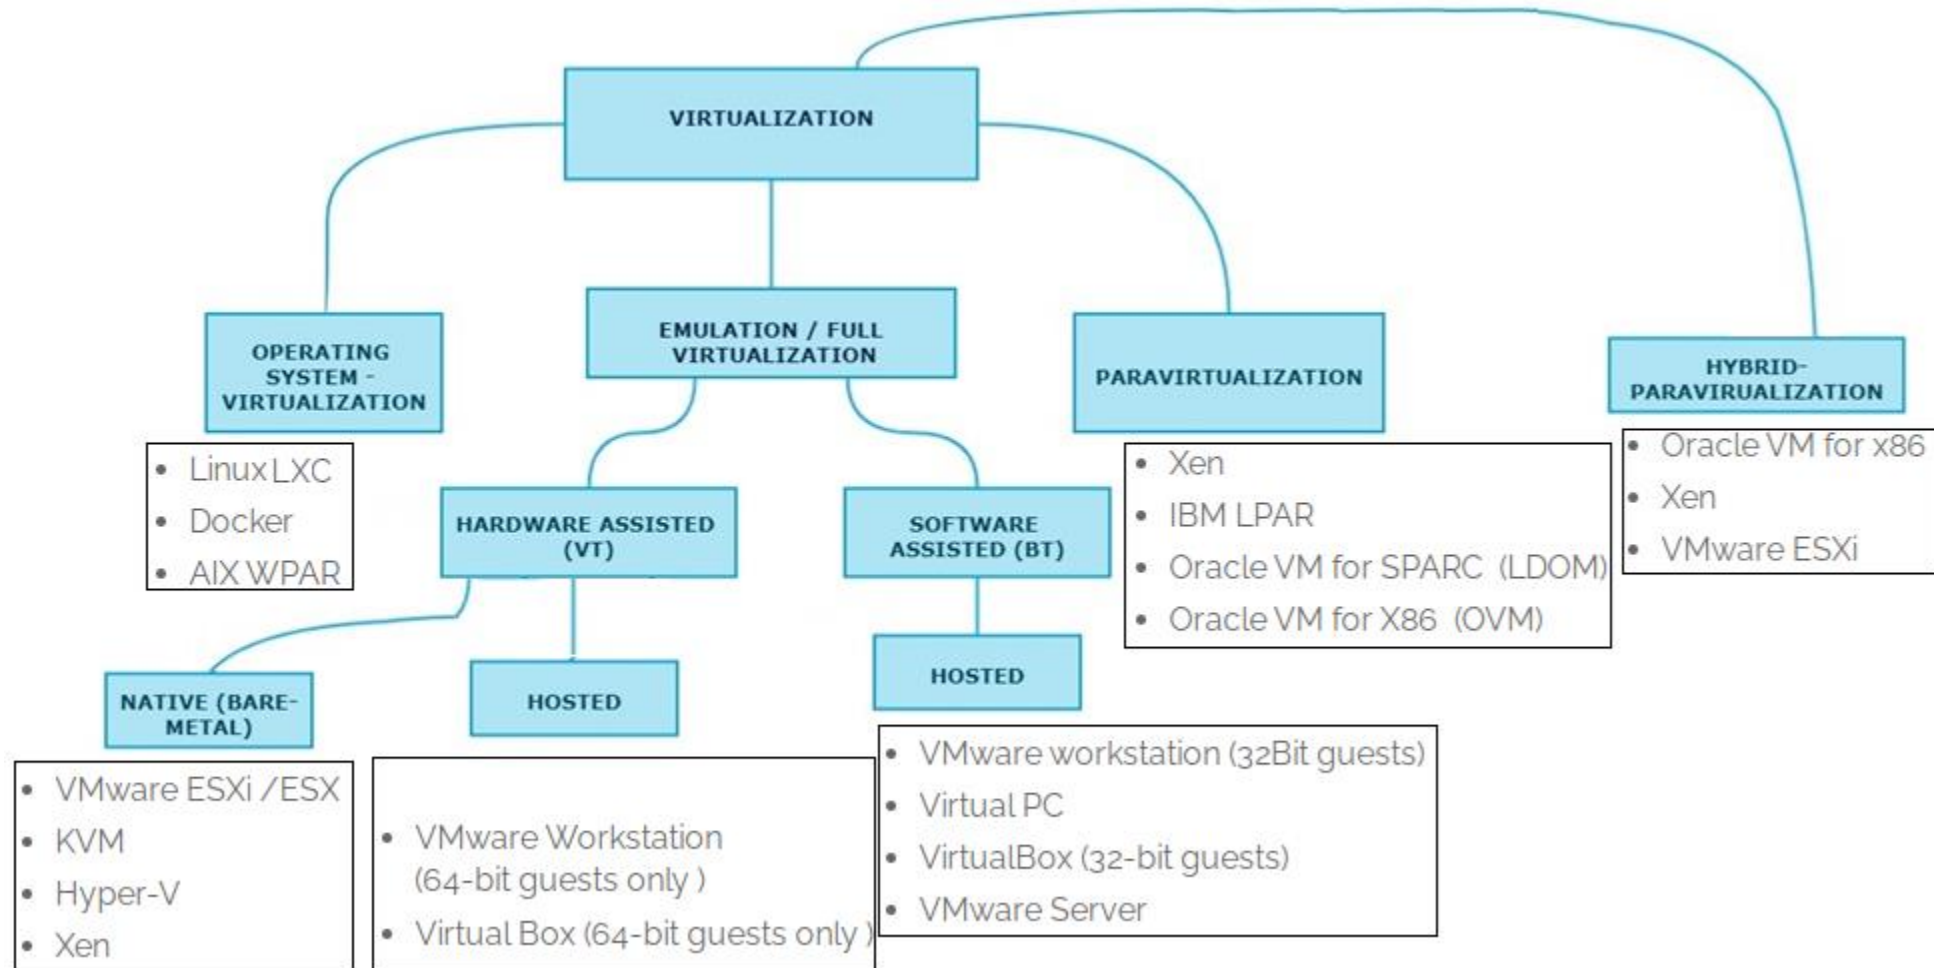 VIRTUALIZATION
OPERATING
SYSTEM -
VIRTUALIZATION
• Linux LXC
• Docker
• AIX WPAR
EMULATION / FULL
VIRTUALIZATION
HARDWARE ASSISTED
(VT)
NATIVE (BARE-
METAL)
• VMware ESXi /ESX
• KVM
• Hyper-V
• Xen
HOSTED
• VMware Workstation
(64-bit guests only )
• Virtual Box (64-bit guests only )
SOFTWARE
ASSISTED (BT)
HOSTED
• VMware workstation (32Bit guests)
• Virtual PC
• VirtualBox (32-bit guests)
• VMware Server
PARAVIRTUALIZATION
• Xen
• IBM LPAR
• Oracle VM for SPARC (LDOM)
• Oracle VM for X86 (OVM)
HYBRID-
PARAVIRUALIZATION
• Oracle VM for x86
• Xen
• VMware ESXi